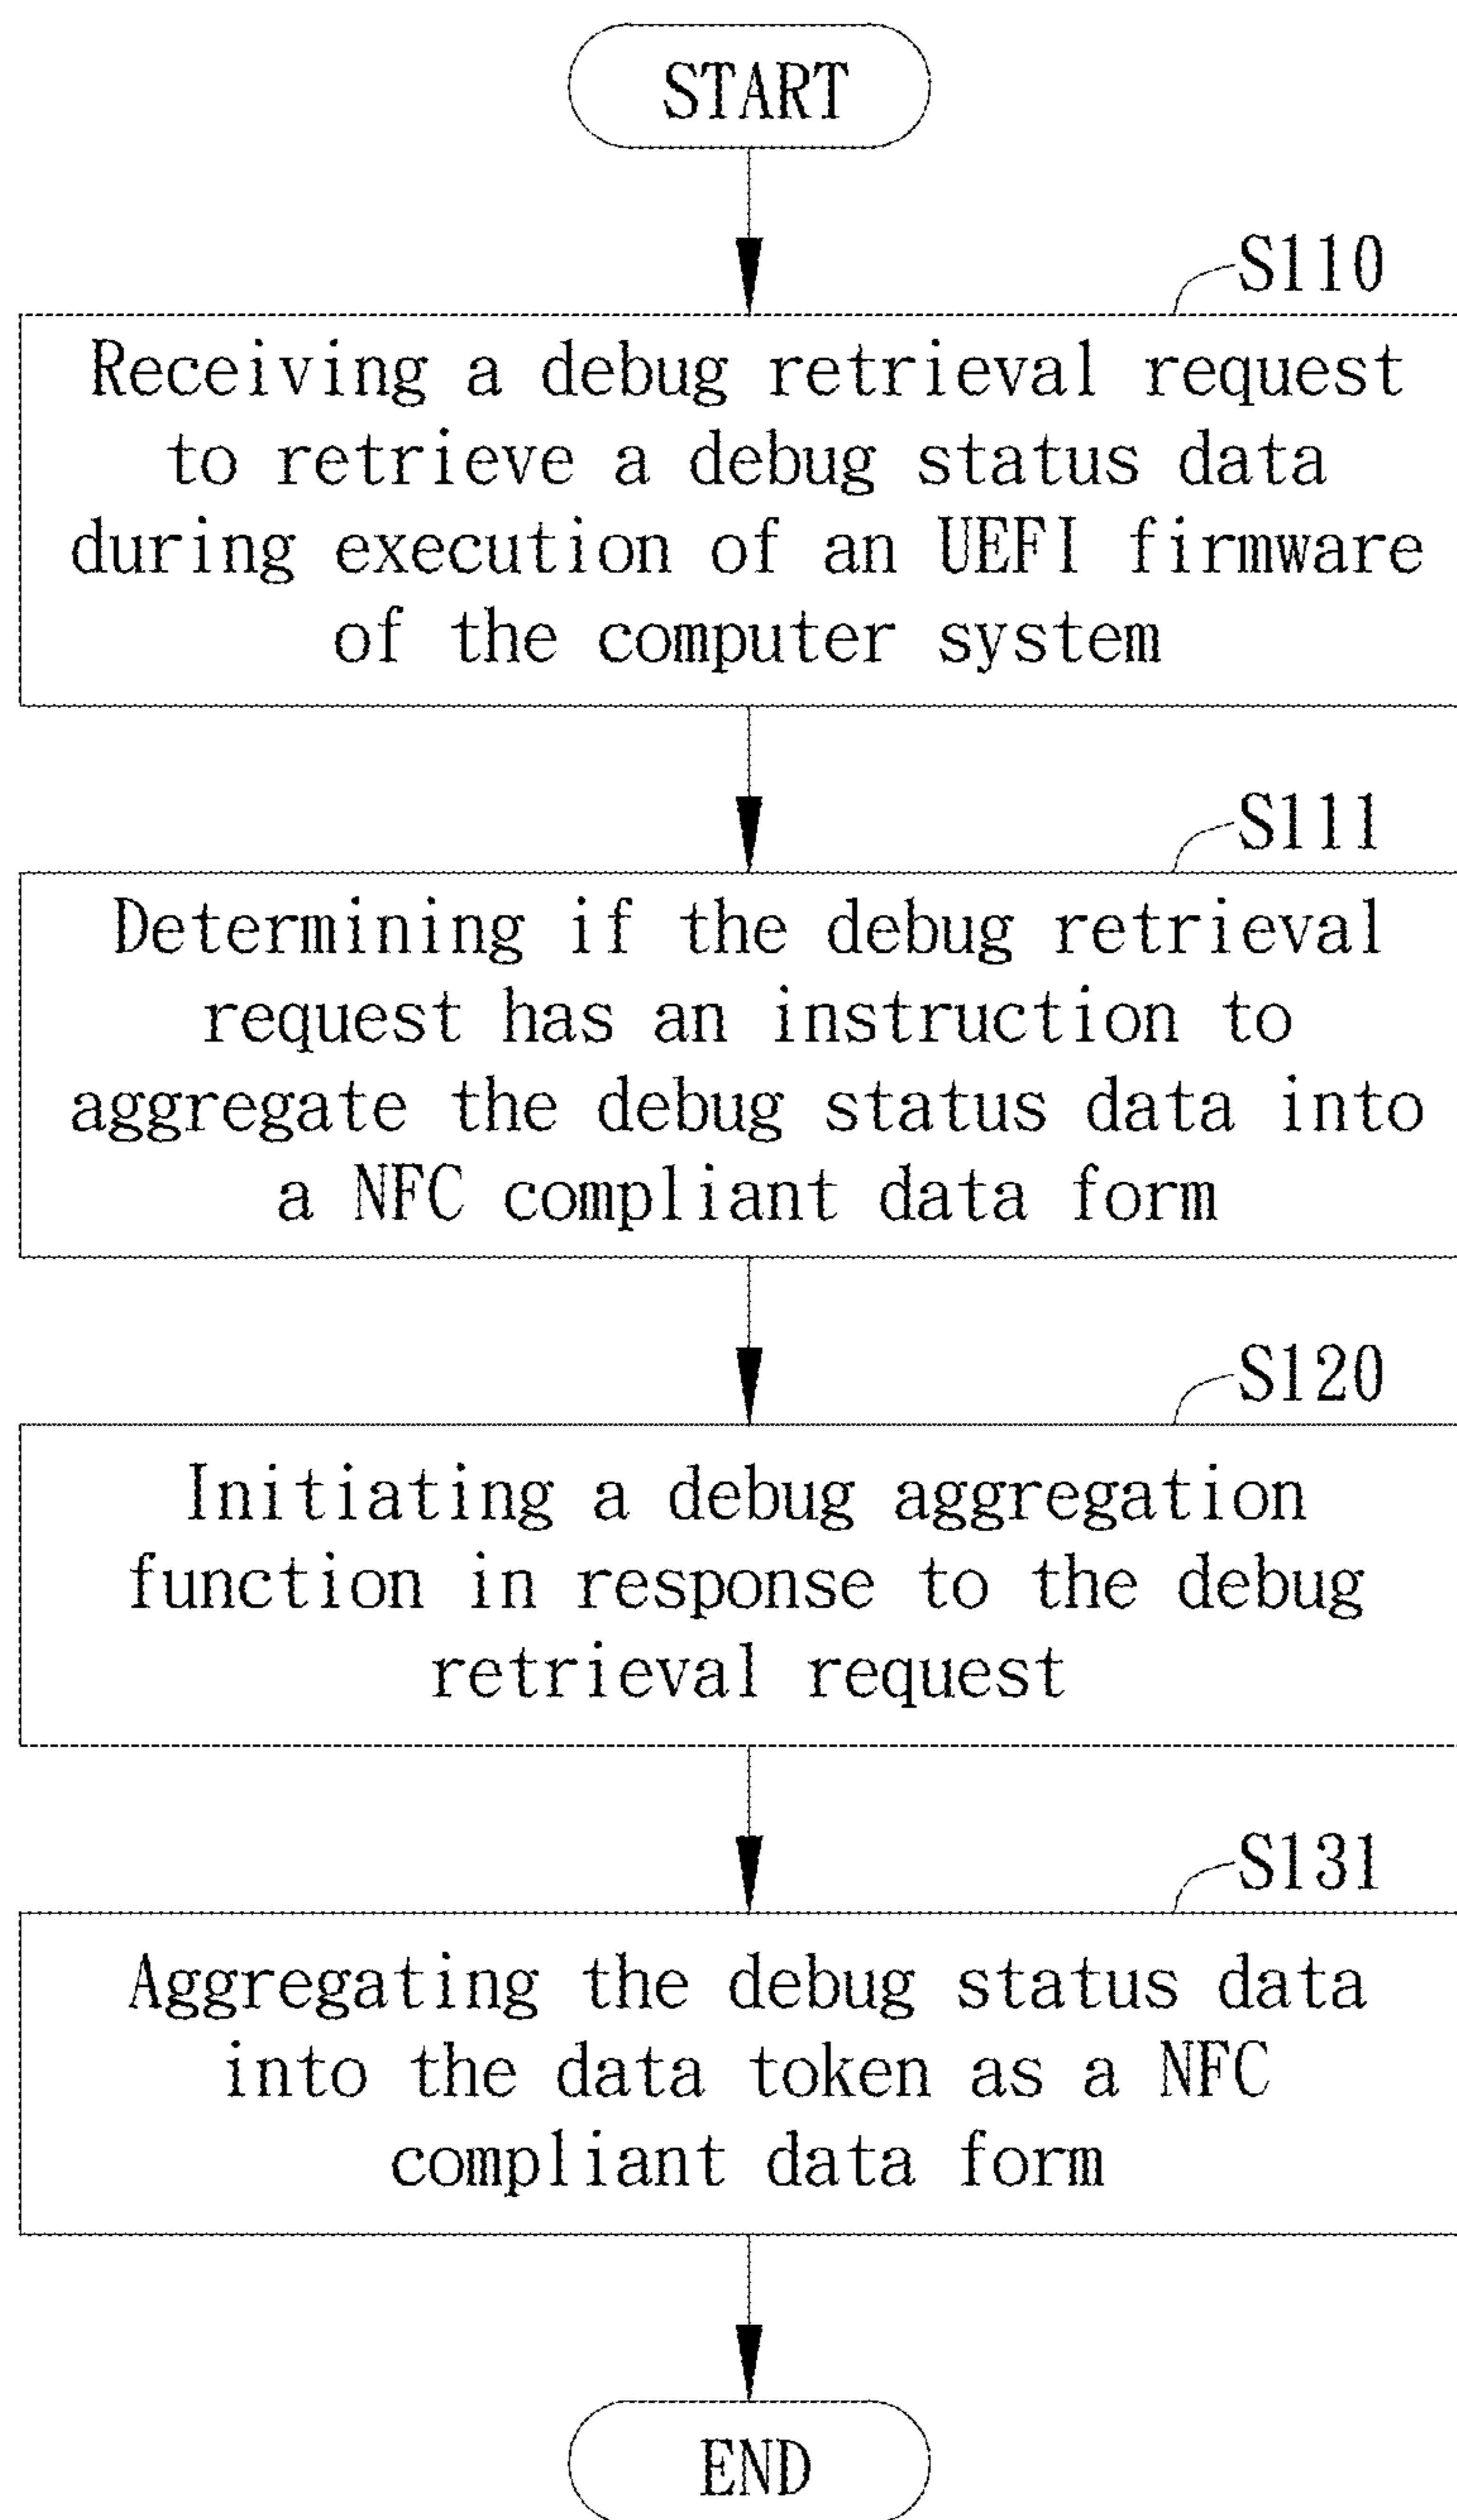 START
S110
Receiving a debug retrieval request
to retrieve a debug status data
during execution of an UEFI firmware
of the computer system
S111
Determining if the debug retrieval
request has an instruction to
aggregate the debug status data into
a NFC compliant data form
S120
Initiating a debug aggregation
function in response to the debug
retrieval request
S131
Aggregating the debug status data
into the data token as a NFC
compliant data form
END